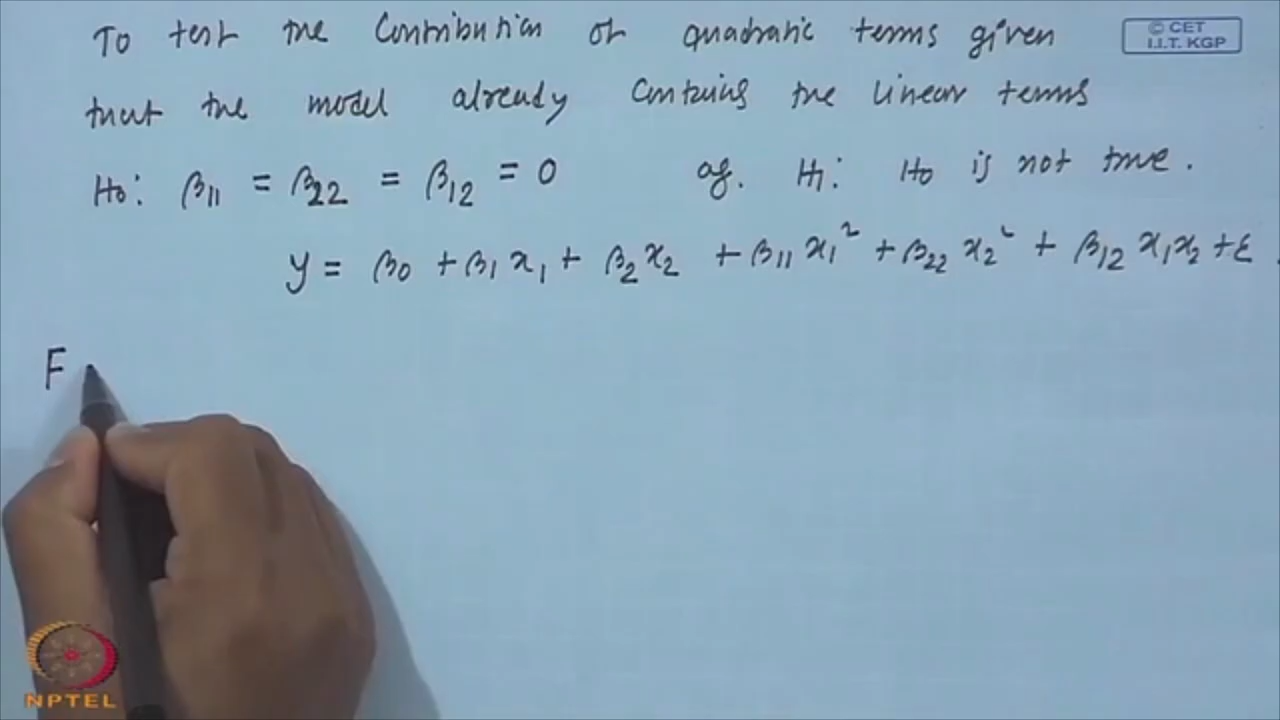 To test the Contribution of quadratic terms given
© CET
I.I.T. KGP
that the model already Contains the linear terms
H0: β11 = β22 = β12 = 0 ag. H1: H0 is not true.
y = β0 + β1 x1 + β2 x2 + β11 x1² + β22 x2² + β12 x1x2 + ε.
F
NPTEL